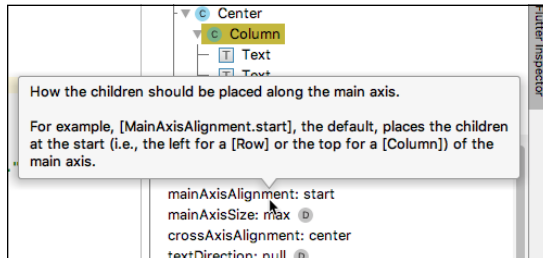 Center
Column
Text
Text
Flutter Inspector
How the children should be placed along the main axis.
For example, [MainAxisAlignment.start], the default, places the children
at the start (i.e., the left for a [Row] or the top for a [Column]) of the
main axis.
mainAxisAlignment: start
mainAxisSize: max D
crossAxisAlignment: center
textDirection: null D